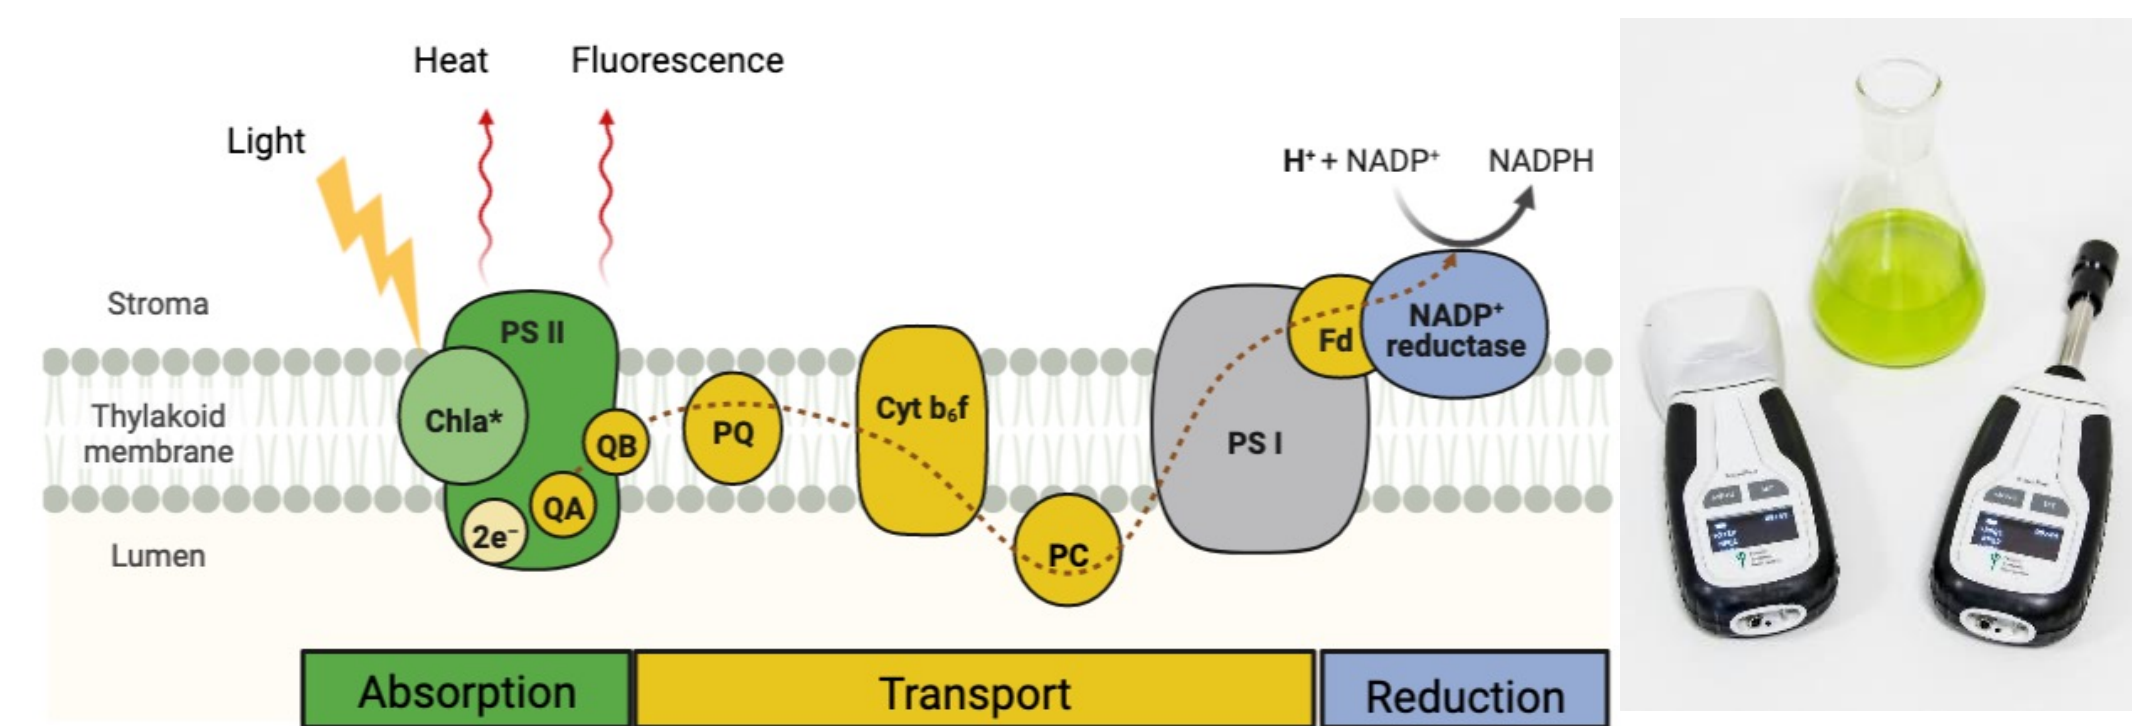 Heat
Fluorescence
Light
H⁺ + NADP⁺
NADPH
Stroma
PS II
NADP⁺
reductase
Fd
Thylakoid
membrane
Chla*
QB
PQ
Cyt b₆f
PS I
QA
2e⁻
Lumen
PC
Absorption
Transport
Reduction